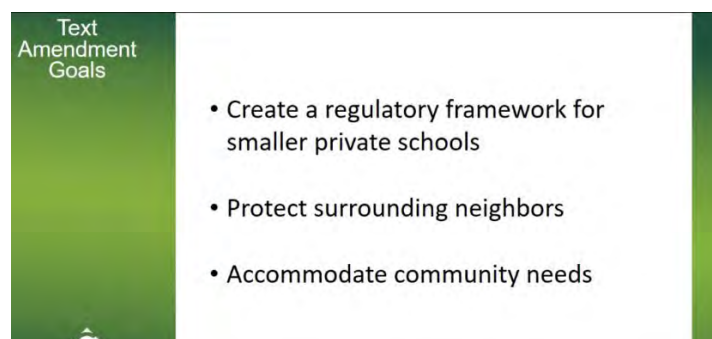 Text
Amendment
Goals
• Create a regulatory framework for
smaller private schools
• Protect surrounding neighbors
• Accommodate community needs